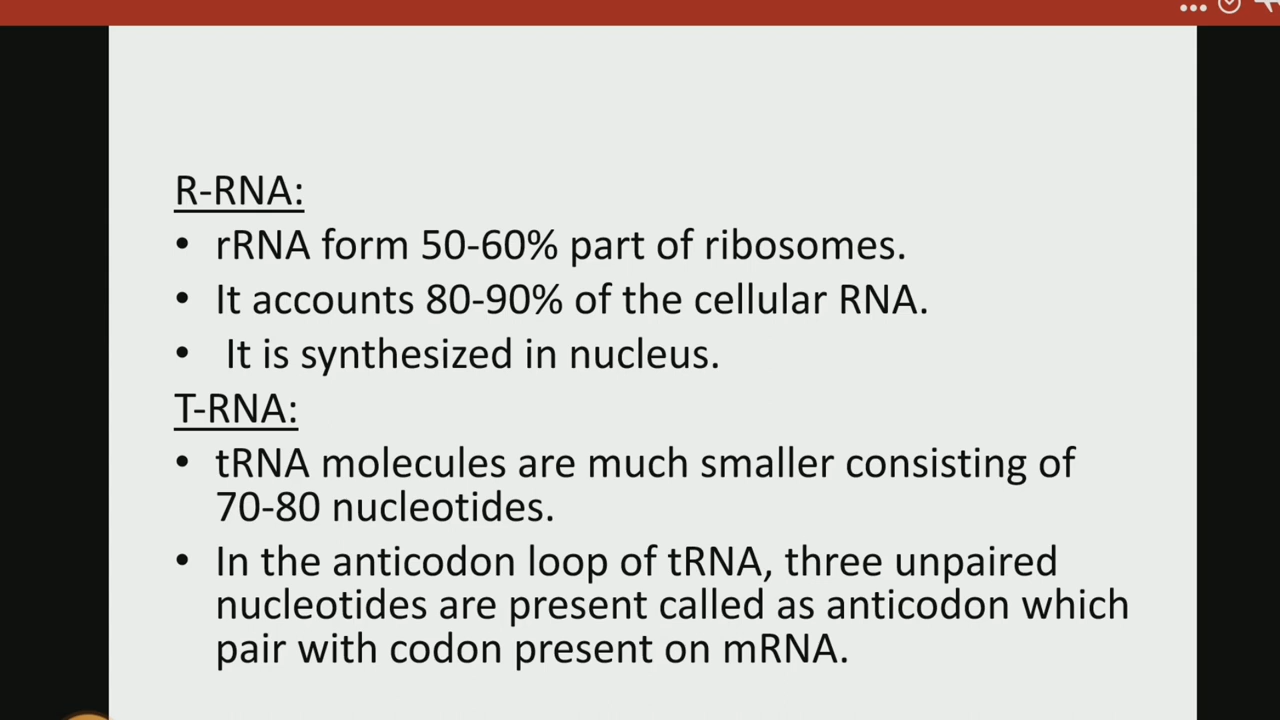 R-RNA:
• rRNA form 50-60% part of ribosomes.
• It accounts 80-90% of the cellular RNA.
• It is synthesized in nucleus.
T-RNA:
• tRNA molecules are much smaller consisting of
70-80 nucleotides.
• In the anticodon loop of tRNA, three unpaired
nucleotides are present called as anticodon which
pair with codon present on mRNA.